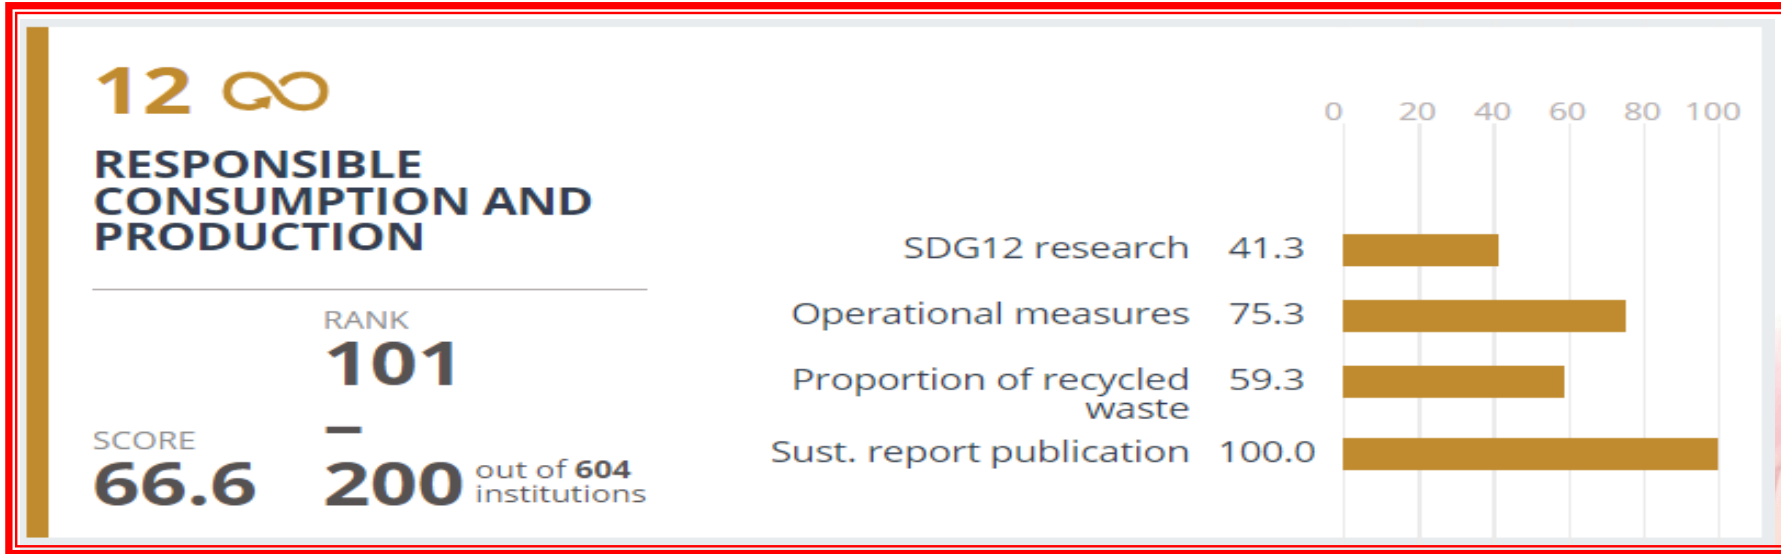 12
RESPONSIBLE
CONSUMPTION AND
PRODUCTION
RANK
101
–
SCORE
66.6
200 out of 604
institutions
0 20 40 60 80 100
SDG12 research 41.3
Operational measures 75.3
Proportion of recycled 59.3
waste
Sust. report publication 100.0